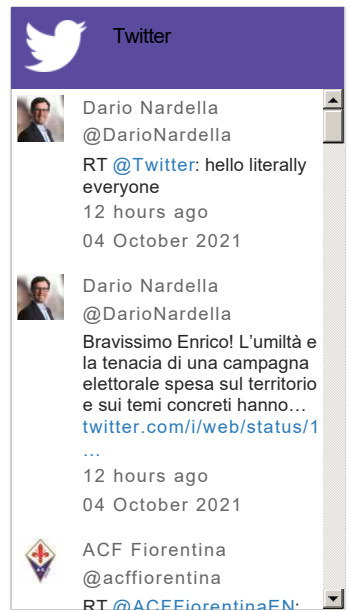 Twitter
Dario Nardella
@DarioNardella
RT @Twitter: hello literally
everyone
12 hours ago
04 October 2021
Dario Nardella
@DarioNardella
Bravissimo Enrico! L’umiltà e
la tenacia di una campagna
elettorale spesa sul territorio
e sui temi concreti hanno…
twitter.com/i/web/status/1
…
12 hours ago
04 October 2021
ACF Fiorentina
@acffiorentina
RT @ACFFiorentinaEN: